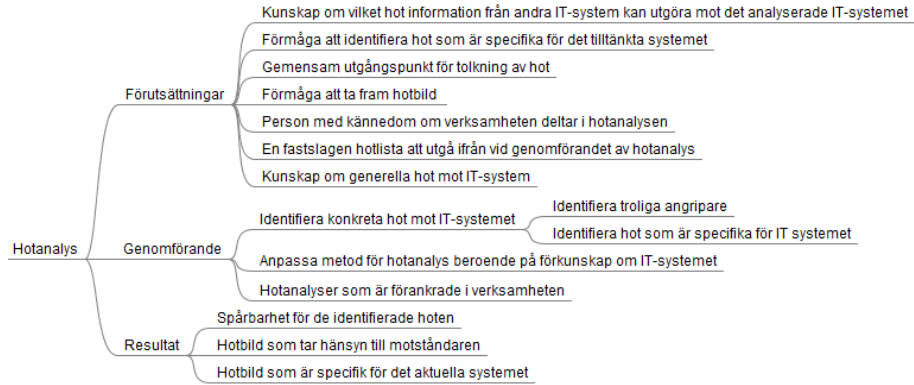 Hotanalys
Förutsättningar
Kunskap om vilket hot information från andra IT-system kan utgöra mot det analyserade IT-systemet
Förmåga att identifiera hot som är specifika för det tilltänkta systemet
Gemensam utgångspunkt för tolkning av hot
Förmåga att ta fram hotbild
Person med kännedom om verksamheten deltar i hotanalysen
En fastslagen hotlista att utgå ifrån vid genomförandet av hotanalys
Kunskap om generella hot mot IT-system
Genomförande
Identifiera konkreta hot mot IT-systemet
Identifiera troliga angripare
Identifiera hot som är specifika för IT systemet
Anpassa metod för hotanalys beroende på förkunskap om IT-systemet
Hotanalyser som är förankrade i verksamheten
Resultat
Spårbarhet för de identifierade hoten
Hotbild som tar hänsyn till motståndaren
Hotbild som är specifik för det aktuella systemet